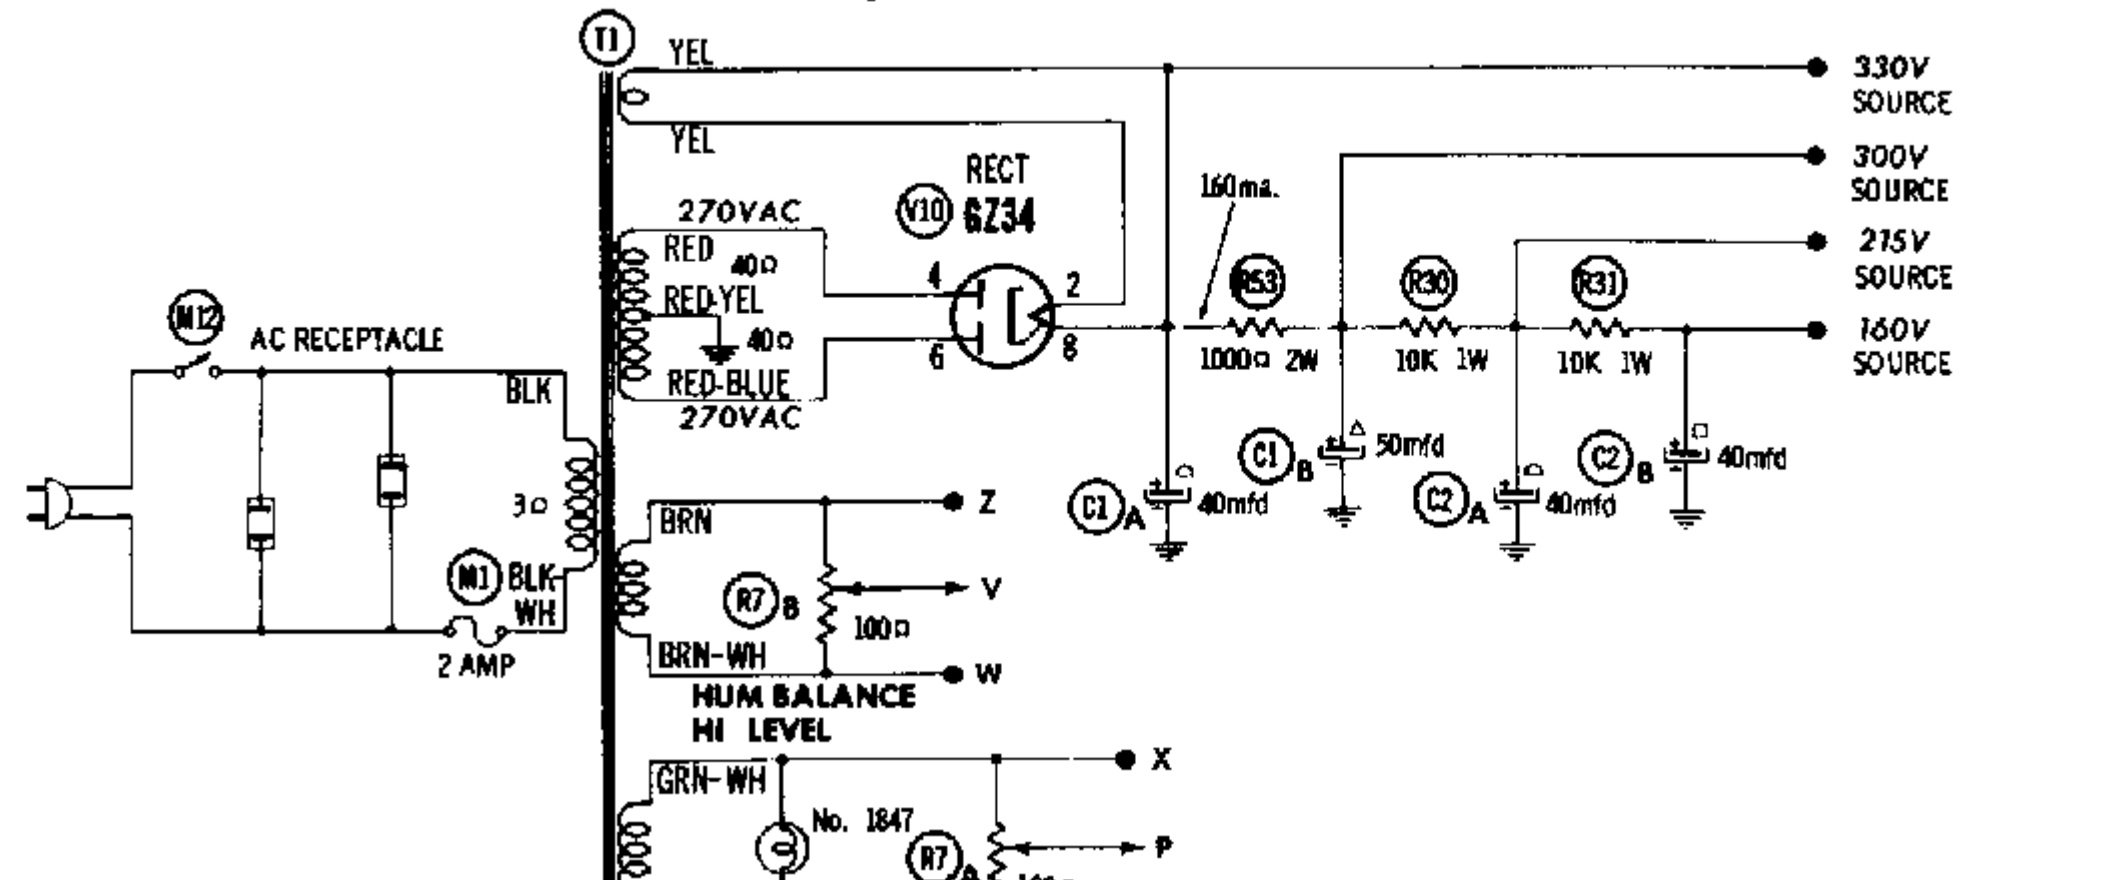 T1
YEL
YEL
330V
SOURCE
300V
SOURCE
215V
SOURCE
160V
SOURCE
RECT
V10 GZ34
160ma.
270VAC
RED
40Ω
RED-YEL
40Ω
RED-BLUE
270VAC
4
6
2
8
R53
1000Ω 2W
R30
10K 1W
R31
10K 1W
M12
AC RECEPTACLE
BLK
3Ω
M1
BLK-
WH
2 AMP
C1 A
+
40mfd
C1 B
+
50mfd
C2 A
+
40mfd
C2 B
+
40mfd
BRN
Z
R7 B
V
100Ω
BRN-WH
W
HUM BALANCE
HI LEVEL
GRN-WH
X
No. 1847
R7 A
P